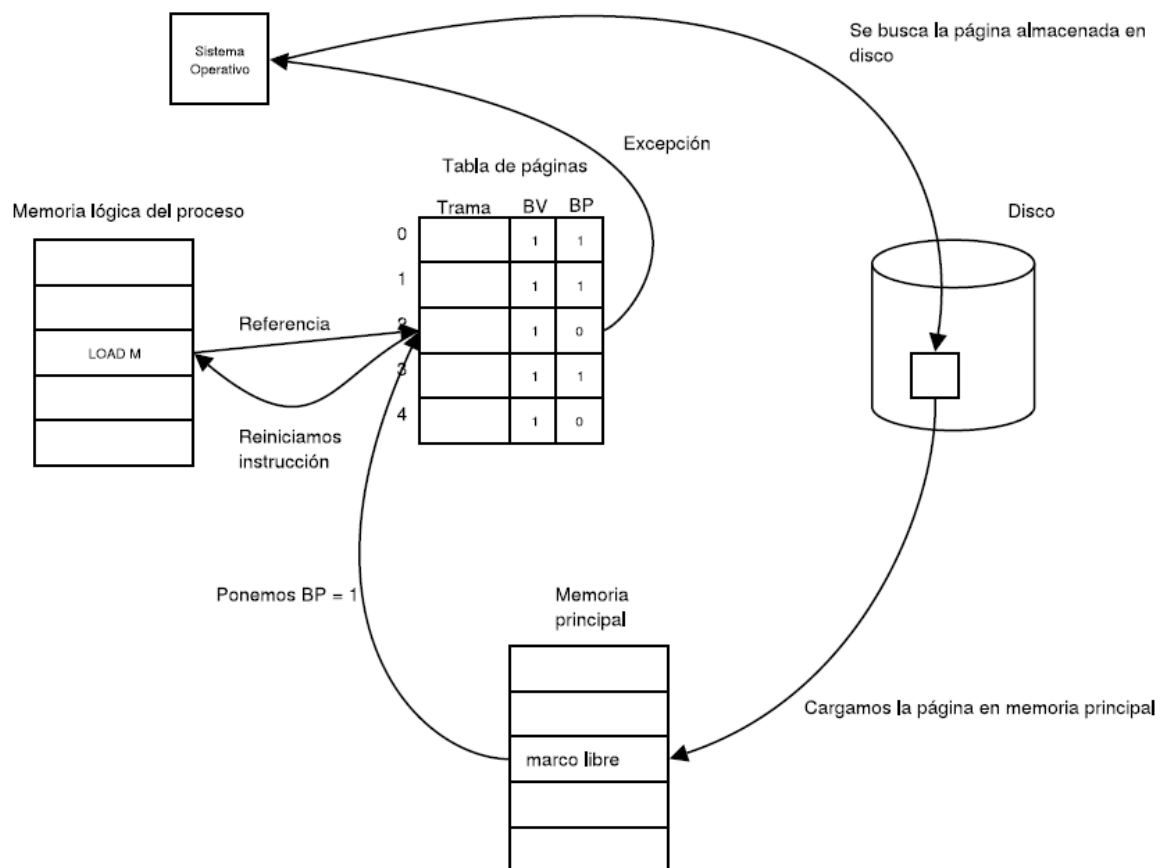 Sistema
Operativo
Se busca la página almacenada en
disco
Excepción
Tabla de páginas
Memoria lógica del proceso
Trama BV BP
Disco
0 1 1
1 1 1
2 1 0
3 1 1
4 1 0
Referencia
LOAD M
Reiniciamos
instrucción
Ponemos BP = 1
Memoria
principal
Cargamos la página en memoria principal
marco libre